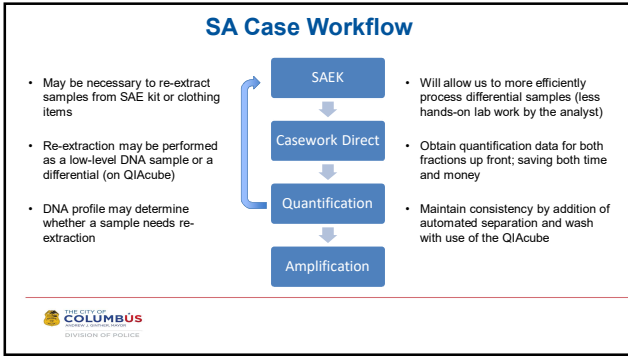 SA Case Workflow
• May be necessary to re-extract
samples from SAE kit or clothing
items
• Re-extraction may be performed
as a low-level DNA sample or a
differential (on QIAcube)
• DNA profile may determine
whether a sample needs re-
extraction
SAEK
Casework Direct
Quantification
Amplification
• Will allow us to more efficiently
process differential samples (less
hands-on lab work by the analyst)
• Obtain quantification data for both
fractions up front; saving both time
and money
• Maintain consistency by addition of
automated separation and wash
with use of the QIAcube
THE CITY OF
COLUMBUS
ANDREW J. GINTHER, MAYOR
DIVISION OF POLICE